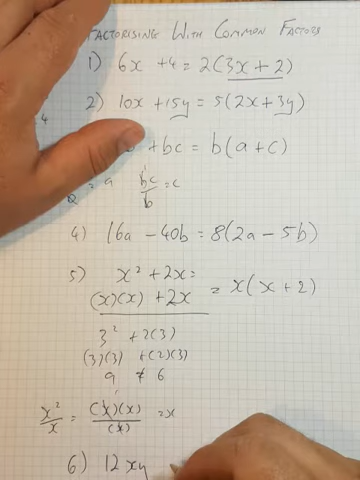 FACTORISING WITH COMMON FACTORS
1) 6x + 4 = 2(3x + 2)
2) 10x + 15y = 5(2x + 3y)
4
+ bc = b(a + c)
= a bc/b = c
4) 16a - 40b = 8(2a - 5b)
5) x² + 2x =
(x)(x) + 2x = x(x + 2)
3² + 2(3)
(3)(3) + (2)(3)
9 + 6
x²/x = (x)(x)/(x) = x
6) 12xy